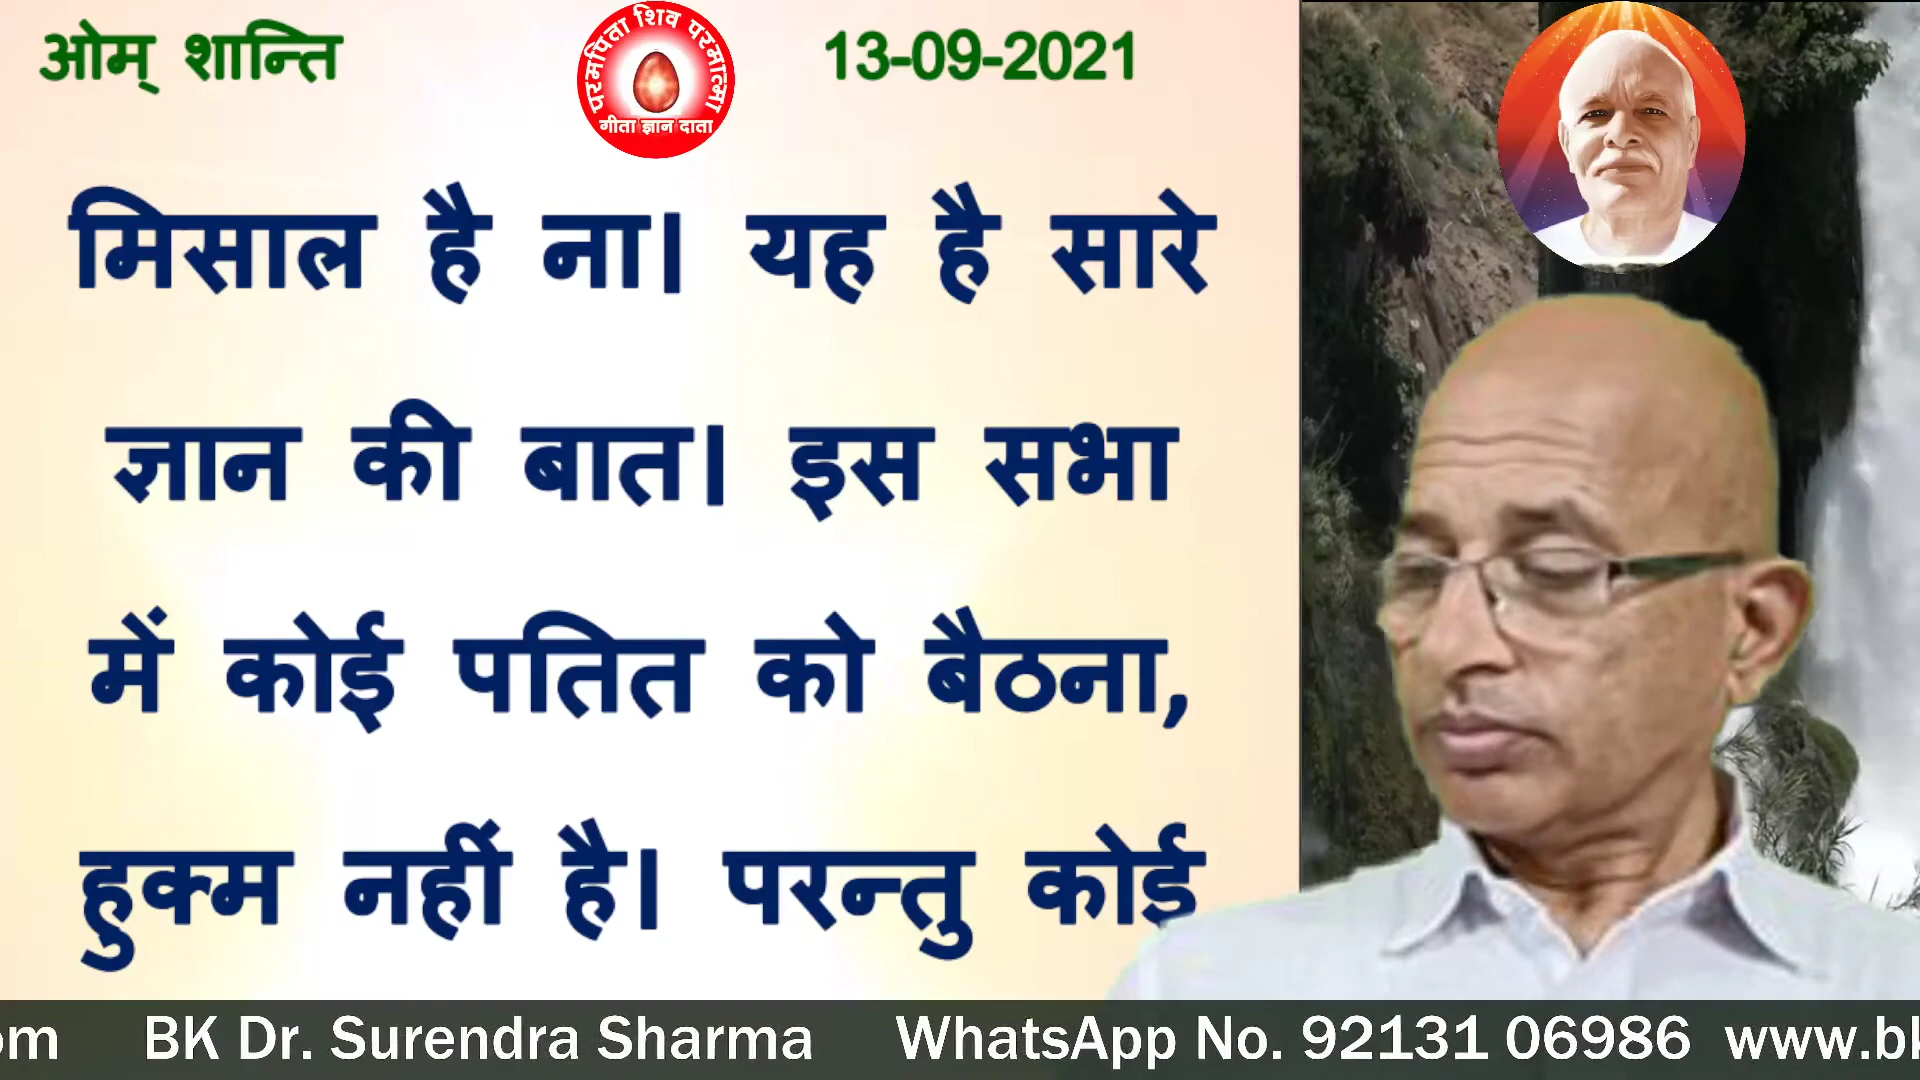 ओम् शान्ति
परमपिता शिव परमात्मा
गीता ज्ञान दाता
13-09-2021
मिसाल है ना। यह है सारे
ज्ञान की बात। इस सभा
में कोई पतित को बैठना,
हुक्म नहीं है। परन्तु कोई
om BK Dr. Surendra Sharma WhatsApp No. 92131 06986 www.bk